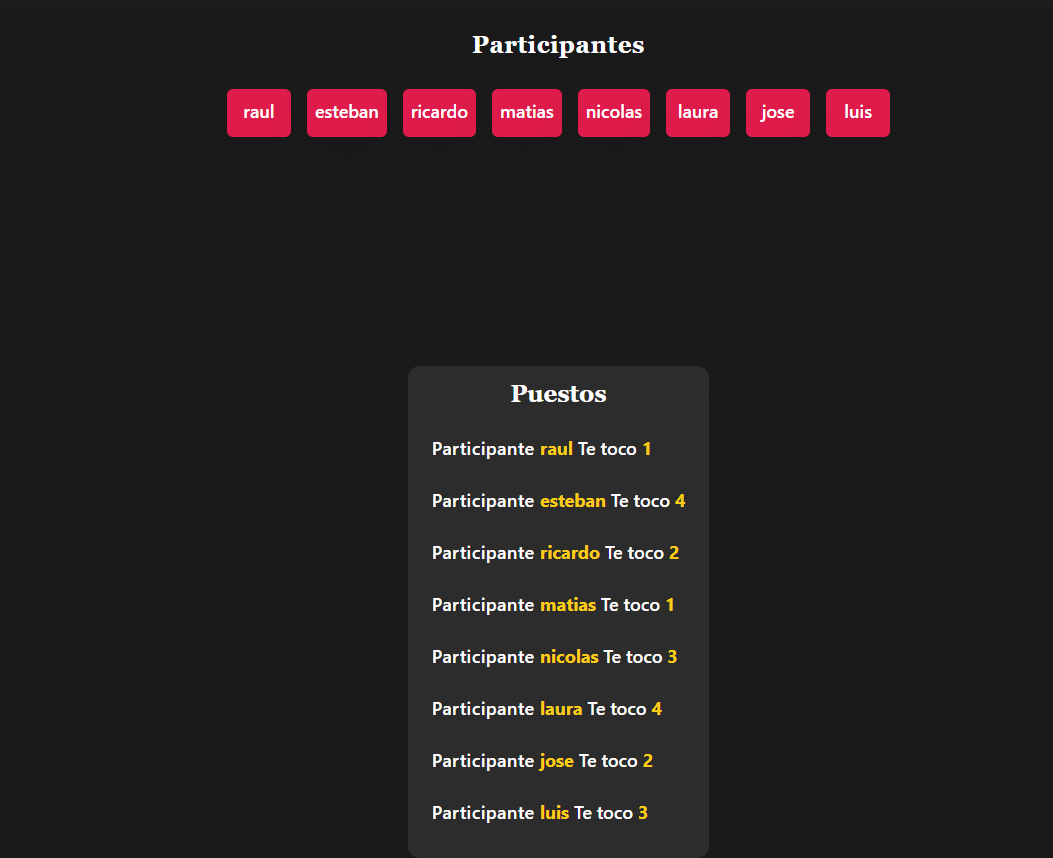 Participantes
raul esteban ricardo matias nicolas laura jose luis
Puestos
Participante raul Te toco 1
Participante esteban Te toco 4
Participante ricardo Te toco 2
Participante matias Te toco 1
Participante nicolas Te toco 3
Participante laura Te toco 4
Participante jose Te toco 2
Participante luis Te toco 3